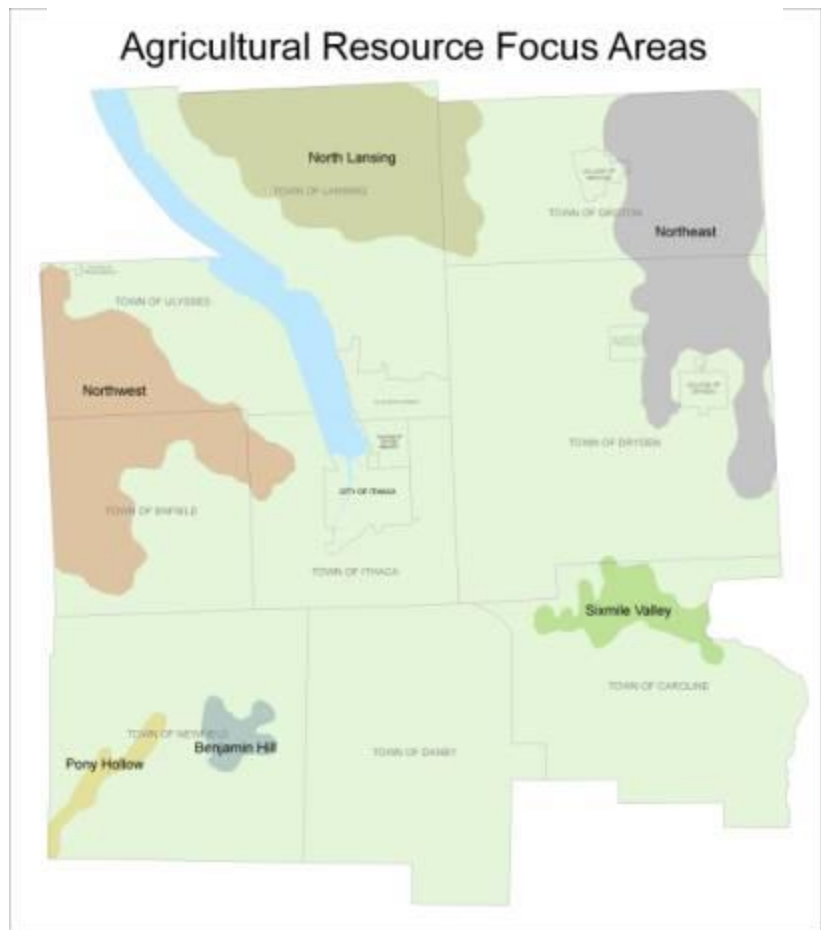 Agricultural Resource Focus Areas
North Lansing
TOWN OF LANSING
TOWN OF GROTON
Northeast
TOWN OF ULYSSES
Northwest
TOWN OF DRYDEN
CITY OF ITHACA
TOWN OF ENFIELD
TOWN OF ITHACA
Sixmile Valley
TOWN OF CAROLINE
TOWN OF NEWFIELD
Benjamin Hill
TOWN OF DANBY
Pony Hollow